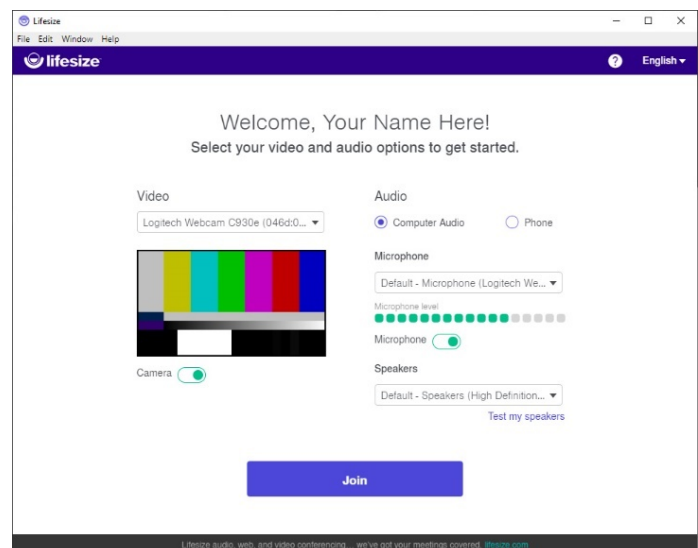 Lifesize
File Edit Window Help
lifesize
? English
Welcome, Your Name Here!
Select your video and audio options to get started.
Video
Logitech Webcam C930e (046d:0...
Camera
Audio
Computer Audio Phone
Microphone
Default - Microphone (Logitech We...
Microphone level
Microphone
Speakers
Default - Speakers (High Definition...
Test my speakers
Join
Lifesize audio, web, and video conferencing... we've got your meetings covered. lifesize.com